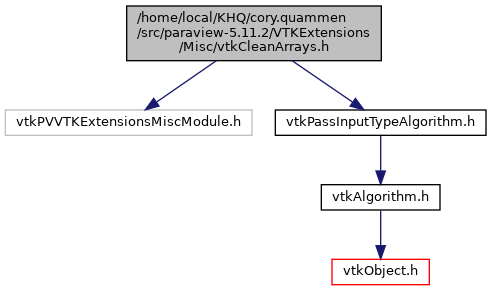 /home/local/KHQ/cory.quammen
/src/paraview-5.11.2/VTKExtensions
/Misc/vtkCleanArrays.h
vtkPVVTKExtensionsMiscModule.h
vtkPassInputTypeAlgorithm.h
vtkAlgorithm.h
vtkObject.h